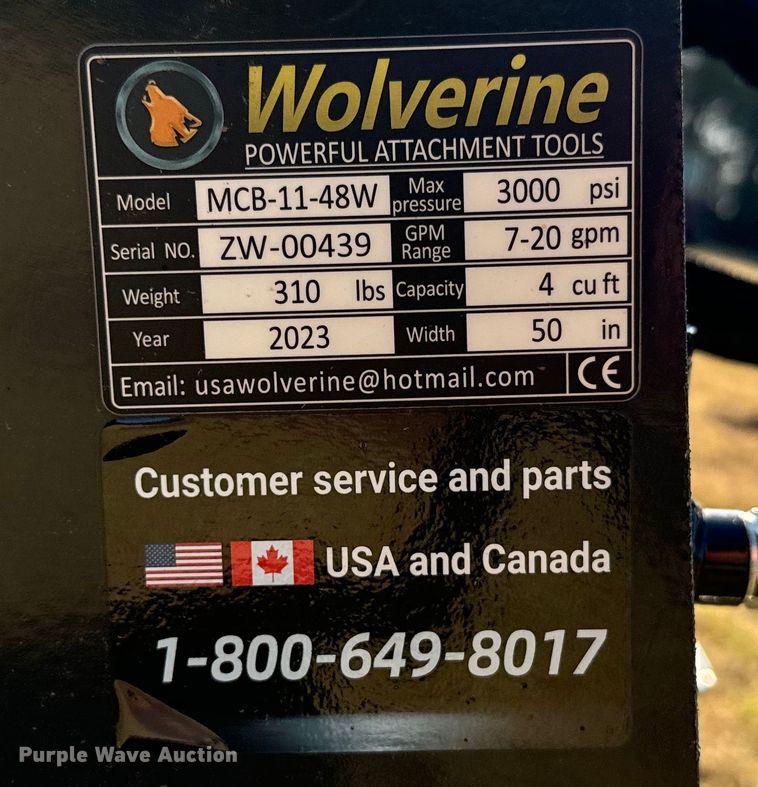 Wolverine
POWERFUL ATTACHMENT TOOLS
Model MCB-11-48W Max pressure 3000 psi
Serial NO. ZW-00439 GPM Range 7-20 gpm
Weight 310 lbs Capacity 4 cu ft
Year 2023 Width 50 in
Email: usawolverine@hotmail.com CE
Customer service and parts
USA and Canada
1-800-649-8017
Purple Wave Auction